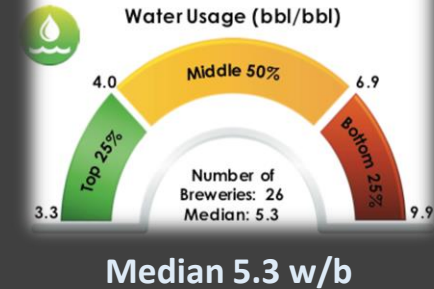 Water Usage (bbl/bbl)
Middle 50%
4.0
6.9
Top 25%
Bottom 25%
Number of
Breweries: 26
Median: 5.3
3.3
9.9
Median 5.3 w/b